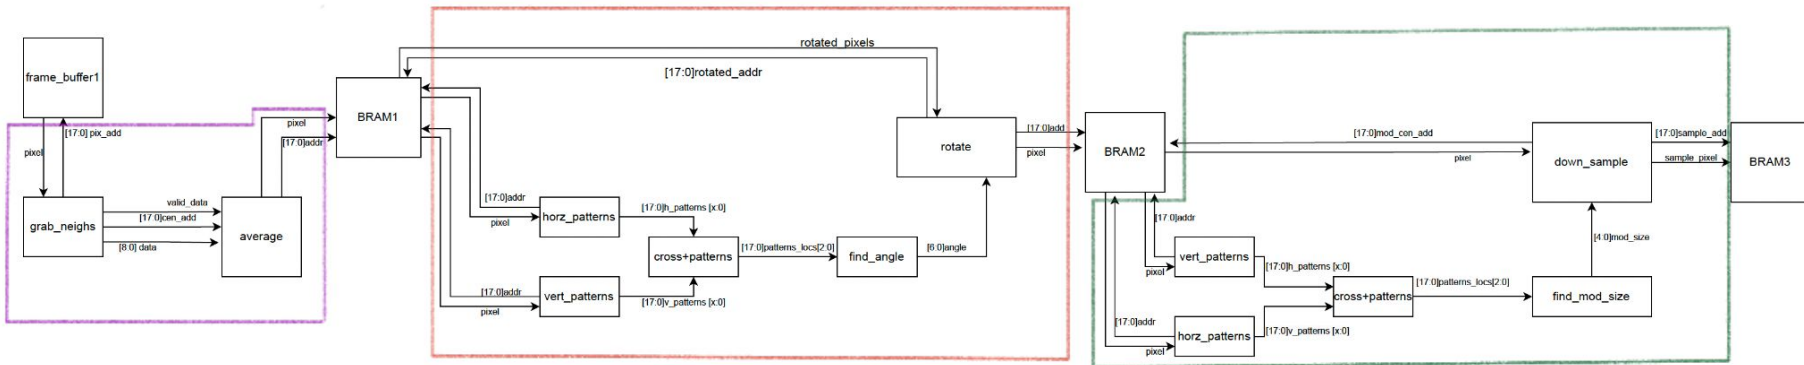 frame_buffer1
[17:0] pix_add
pixel
grab_neighs
valid_data
[17:0]cen_add
[8:0] data
average
pixel
[17:0]addr
BRAM1
rotated_pixels
[17:0]rotated_addr
[17:0]addr
pixel
horz_patterns
[17:0]h_patterns [x:0]
[17:0]addr
pixel
vert_patterns
[17:0]v_patterns [x:0]
cross+patterns
[17:0]patterns_locs[2:0]
find_angle
[6:0]angle
rotate
[17:0]add
pixel
BRAM2
[17:0]mod_cen_add
pixel
[17:0]addr
pixel
vert_patterns
[17:0]h_patterns [x:0]
[17:0]addr
pixel
horz_patterns
[17:0]v_patterns [x:0]
cross+patterns
[17:0]patterns_locs[2:0]
find_mod_size
[4:0]mod_size
down_sample
[17:0]sample_add
sample_pixel
BRAM3